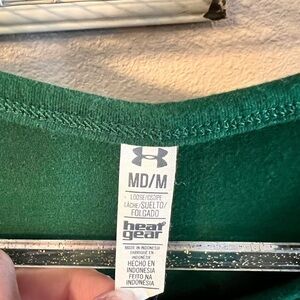 MD/M
LOOSE/COUPE
LÂCHE/SUELTO/
FOLGADO
heat
gear
MADE IN INDONESIA
FABRIQUÉ EN
INDONÉSIE
HECHO EN
INDONESIA
FEITO NA
INDONÉSIA